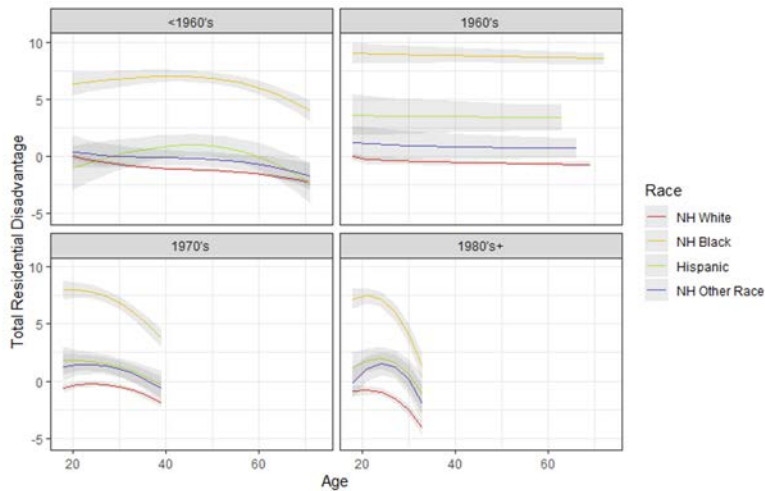 <1960's
1960's
10
5
0
-5
1970's
1980's+
10
5
0
-5
20
40
60
20
40
60
Total Residential Disadvantage
Age
Race
NH White
NH Black
Hispanic
NH Other Race